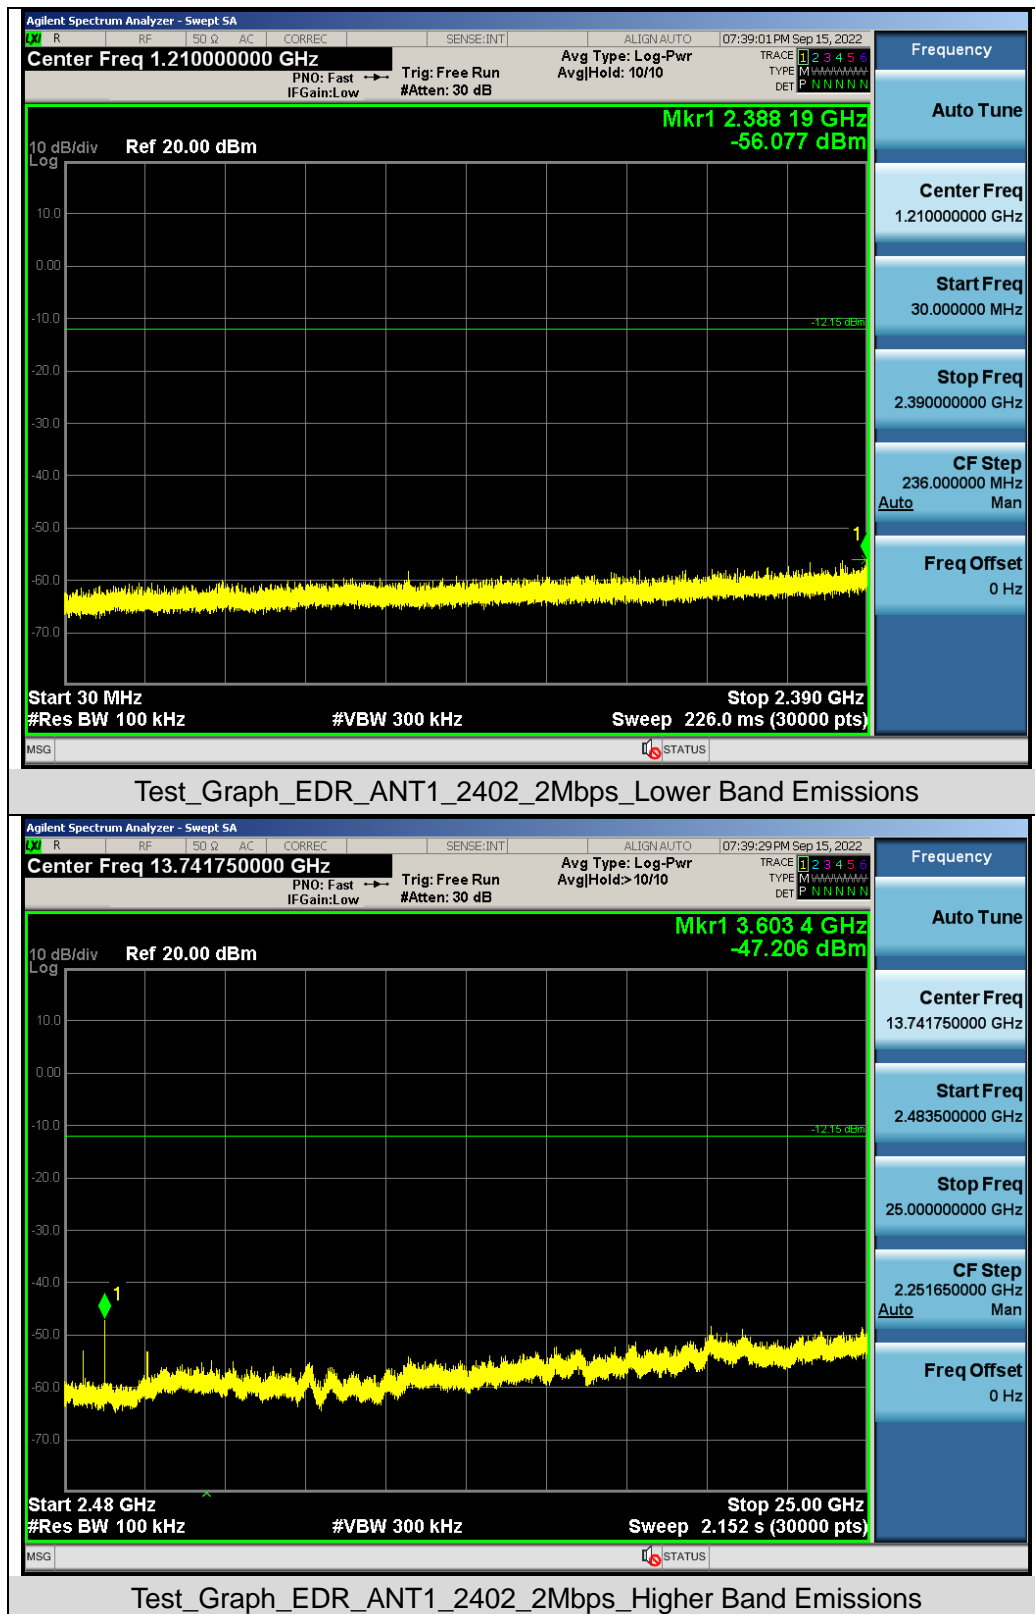 Agilent Spectrum Analyzer - Swept SA
LXI R RF 50 Ω AC CORREC SENSE:INT ALIGN AUTO 07:39:01 PM Sep 15, 2022
Center Freq 1.210000000 GHz
PNO: Fast
IFGain:Low
Trig: Free Run
#Atten: 30 dB
Avg Type: Log-Pwr
Avg|Hold: 10/10
TRACE 1 2 3 4 5 6
TYPE M W W W W W
DET P N N N N N
Mkr1 2.388 19 GHz
-56.077 dBm
10 dB/div Ref 20.00 dBm
Log
10.0
0.00
-10.0
-12.15 dBm
-20.0
-30.0
-40.0
-50.0
1
-60.0
-70.0
Start 30 MHz Stop 2.390 GHz
#Res BW 100 kHz #VBW 300 kHz Sweep 226.0 ms (30000 pts)
MSG STATUS
Frequency
Auto Tune
Center Freq
1.210000000 GHz
Start Freq
30.000000 MHz
Stop Freq
2.390000000 GHz
CF Step
236.000000 MHz
Auto Man
Freq Offset
0 Hz
Test_Graph_EDR_ANT1_2402_2Mbps_Lower Band Emissions
Agilent Spectrum Analyzer - Swept SA
LXI R RF 50 Ω AC CORREC SENSE:INT ALIGN AUTO 07:39:29 PM Sep 15, 2022
Center Freq 13.741750000 GHz
PNO: Fast
IFGain:Low
Trig: Free Run
#Atten: 30 dB
Avg Type: Log-Pwr
Avg|Hold:> 10/10
TRACE 1 2 3 4 5 6
TYPE M W W W W W
DET P N N N N N
Mkr1 3.603 4 GHz
-47.206 dBm
10 dB/div Ref 20.00 dBm
Log
10.0
0.00
-10.0
-12.15 dBm
-20.0
-30.0
-40.0
1
-50.0
-60.0
-70.0
Start 2.48 GHz Stop 25.00 GHz
#Res BW 100 kHz #VBW 300 kHz Sweep 2.152 s (30000 pts)
MSG STATUS
Frequency
Auto Tune
Center Freq
13.741750000 GHz
Start Freq
2.483500000 GHz
Stop Freq
25.000000000 GHz
CF Step
2.251650000 GHz
Auto Man
Freq Offset
0 Hz
Test_Graph_EDR_ANT1_2402_2Mbps_Higher Band Emissions